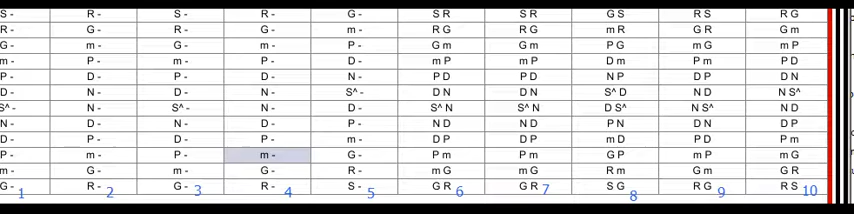 S - R - S - R - G - S R S R G S R S R G
R - G - R - G - m - R G R G m R G R G m
G - m - G - m - P - G m G m P G m G m P
m - P - m - P - D - m P m P D m P m P D
P - D - P - D - N - P D P D N P D P D N
D - N - D - N - S^ - D N D N S^ D N D N S^
S^ - N - S^ - N - D - S^ N S^ N D S^ N S^ N D
N - D - N - D - P - N D N D P N D N D P
D - P - D - P - m - D P D P m D P D P m
P - m - P - m - G - P m P m G P m P m G
m - G - m - G - R - m G m G R m G m G R
G - R - G - R - S - G R G R S G R G R S
1 2 3 4 5 6 7 8 9 10